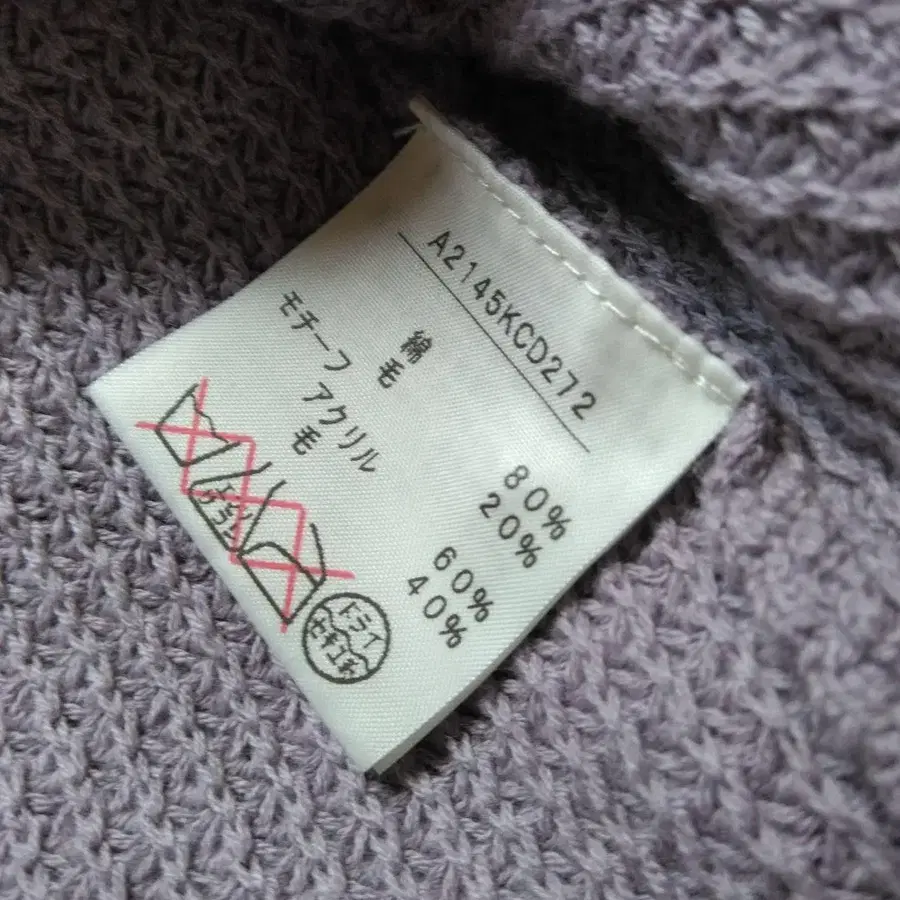 A2145KCD272
綿 80%
毛 20%
モチーフ アクリル 60%
毛 40%
ドライ
セキユ系